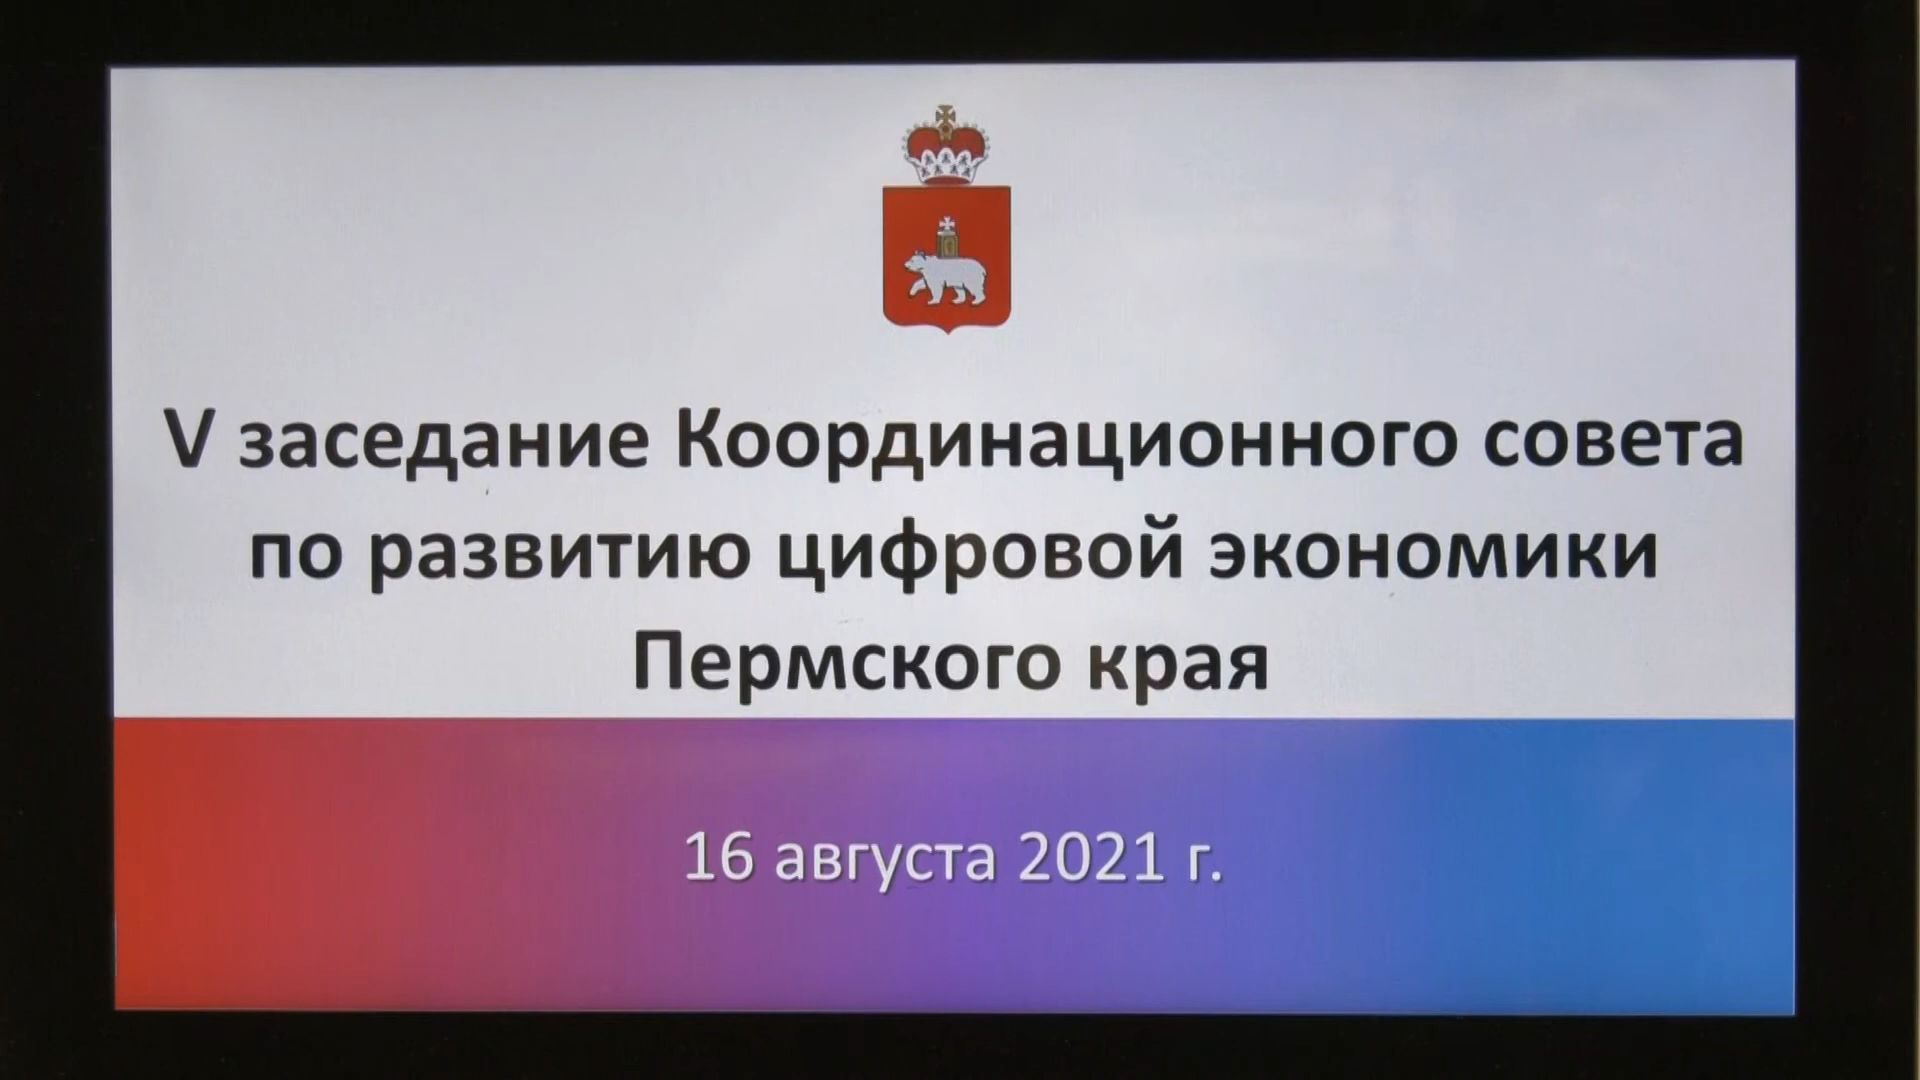 V заседание Координационного совета
по развитию цифровой экономики
Пермского края
16 августа 2021 г.